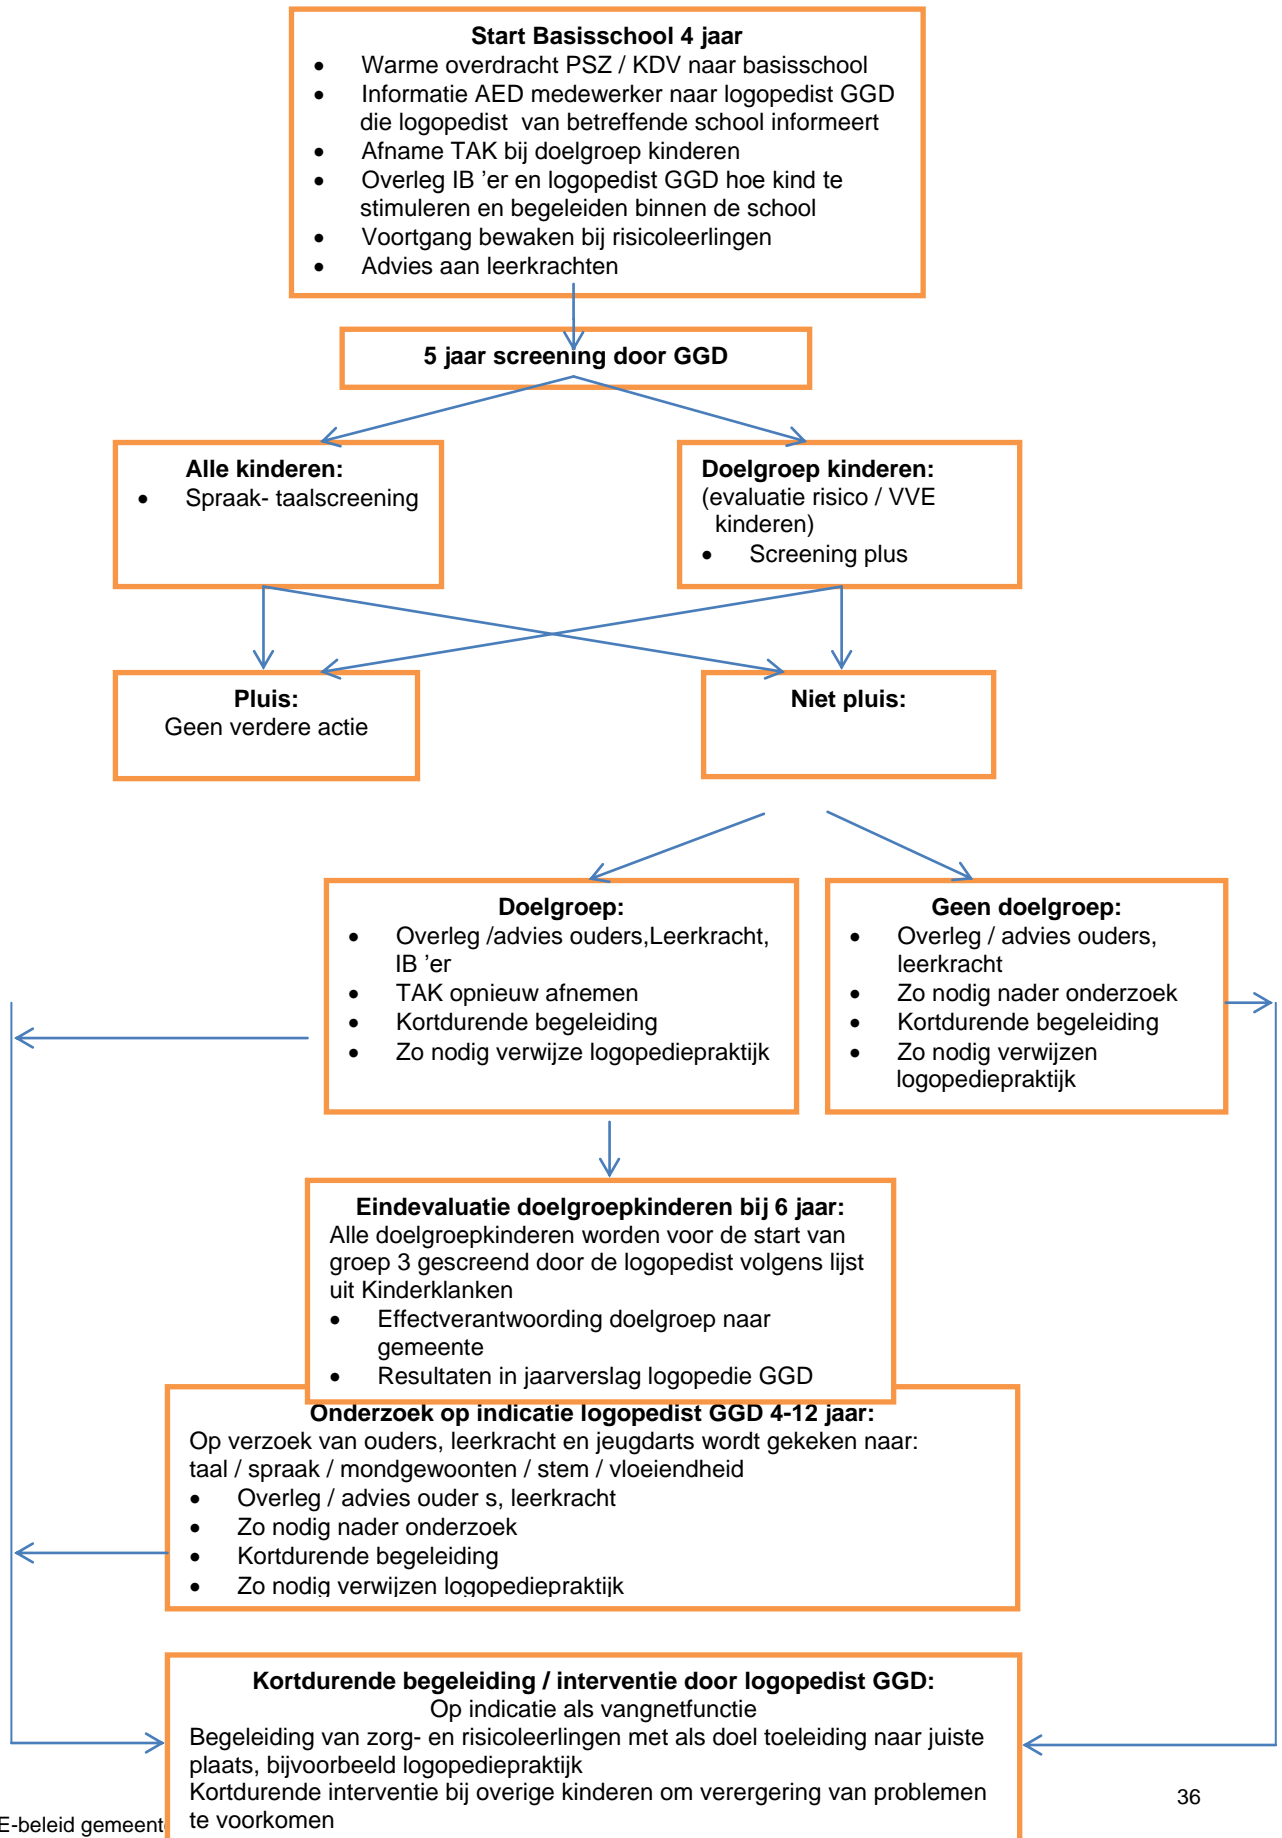 Start Basisschool 4 jaar
• Warme overdracht PSZ / KDV naar basisschool
• Informatie AED medewerker naar logopedist GGD
die logopedist van betreffende school informeert
• Afname TAK bij doelgroep kinderen
• Overleg IB 'er en logopedist GGD hoe kind te
stimuleren en begeleiden binnen de school
• Voortgang bewaken bij risicoleerlingen
• Advies aan leerkrachten
5 jaar screening door GGD
Alle kinderen:
• Spraak- taalscreening
Doelgroep kinderen:
(evaluatie risico / VVE
kinderen)
• Screening plus
Pluis:
Geen verdere actie
Niet pluis:
Doelgroep:
• Overleg /advies ouders,Leerkracht,
IB 'er
• TAK opnieuw afnemen
• Kortdurende begeleiding
• Zo nodig verwijze logopediepraktijk
Geen doelgroep:
• Overleg / advies ouders,
leerkracht
• Zo nodig nader onderzoek
• Kortdurende begeleiding
• Zo nodig verwijzen
logopediepraktijk
Eindevaluatie doelgroepkinderen bij 6 jaar:
Alle doelgroepkinderen worden voor de start van
groep 3 gescreend door de logopedist volgens lijst
uit Kinderklanken
• Effectverantwoording doelgroep naar
gemeente
• Resultaten in jaarverslag logopedie GGD
Onderzoek op indicatie logopedist GGD 4-12 jaar:
Op verzoek van ouders, leerkracht en jeugdarts wordt gekeken naar:
taal / spraak / mondgewoonten / stem / vloeiendheid
• Overleg / advies ouder s, leerkracht
• Zo nodig nader onderzoek
• Kortdurende begeleiding
• Zo nodig verwijzen logopediepraktijk
Kortdurende begeleiding / interventie door logopedist GGD:
Op indicatie als vangnetfunctie
Begeleiding van zorg- en risicoleerlingen met als doel toeleiding naar juiste
plaats, bijvoorbeeld logopediepraktijk
Kortdurende interventie bij overige kinderen om verergering van problemen
te voorkomen
36
E-beleid gemeent